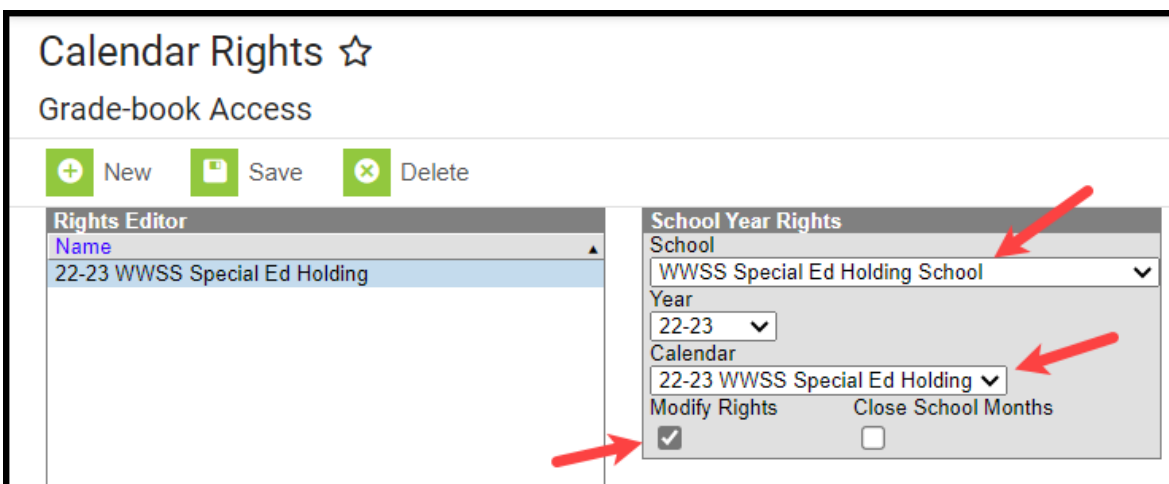 Calendar Rights
Grade-book Access
New Save Delete
Rights Editor
Name
22-23 WWSS Special Ed Holding
School Year Rights
School
WWSS Special Ed Holding School
Year
22-23
Calendar
22-23 WWSS Special Ed Holding
Modify Rights Close School Months